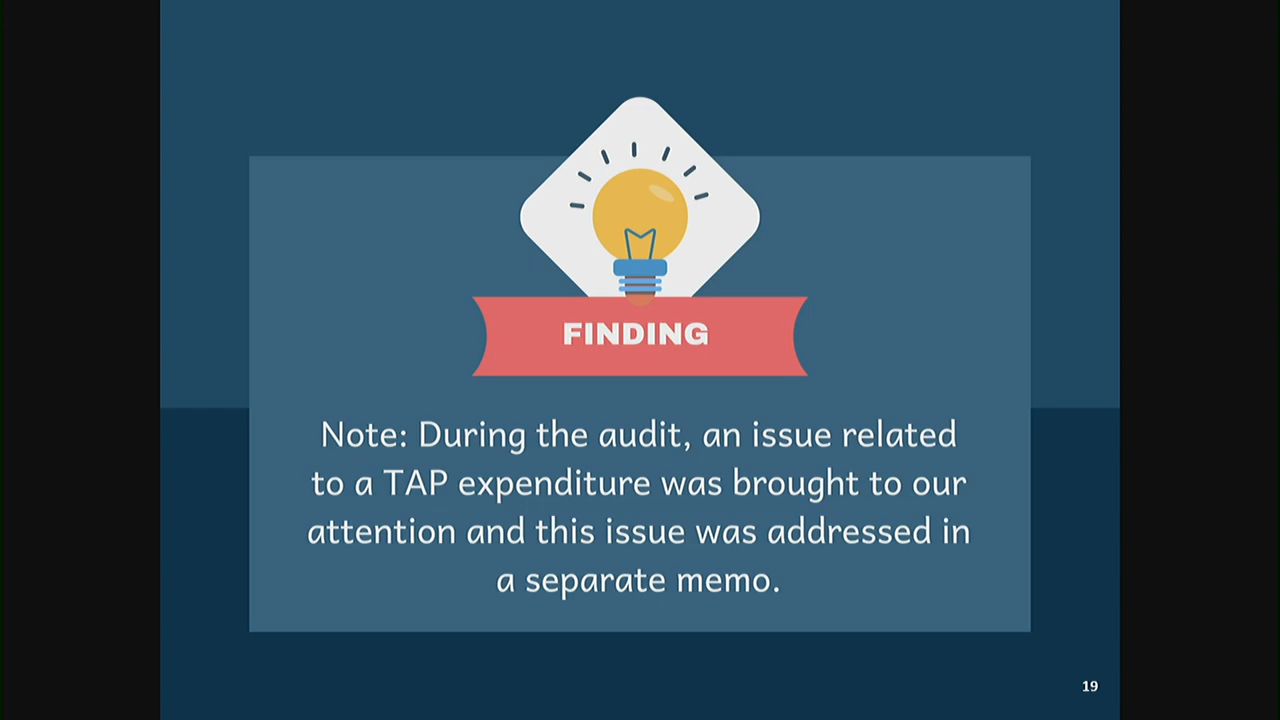 FINDING
Note: During the audit, an issue related
to a TAP expenditure was brought to our
attention and this issue was addressed in
a separate memo.
19